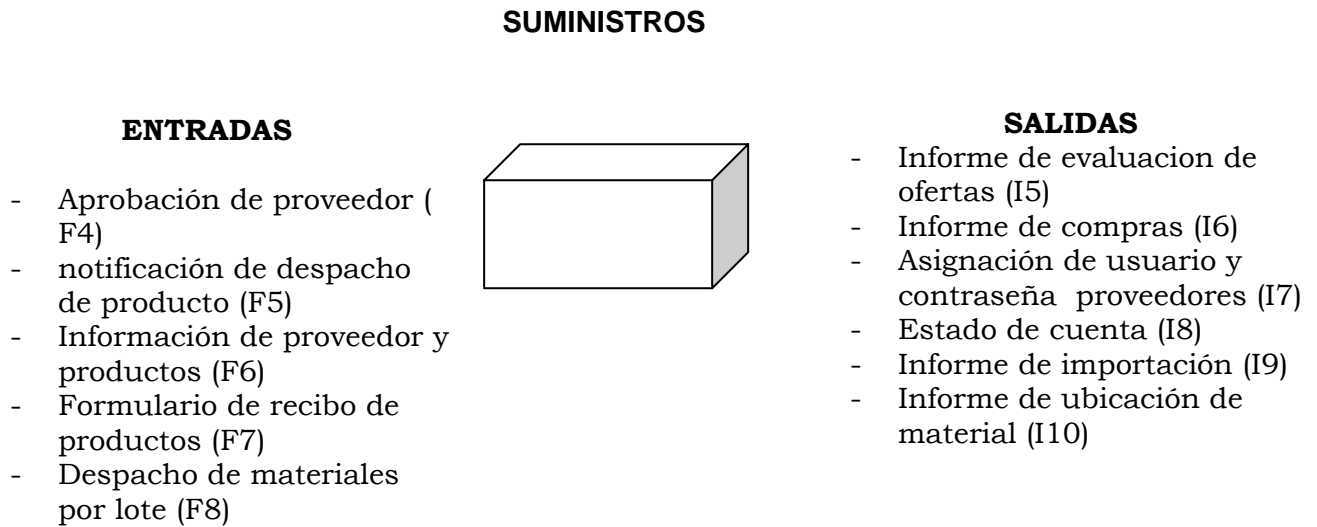 SUMINISTROS
ENTRADAS
- Aprobación de proveedor (
F4)
- notificación de despacho
de producto (F5)
- Información de proveedor y
productos (F6)
- Formulario de recibo de
productos (F7)
- Despacho de materiales
por lote (F8)
SALIDAS
- Informe de evaluacion de
ofertas (I5)
- Informe de compras (I6)
- Asignación de usuario y
contraseña  proveedores (I7)
- Estado de cuenta (I8)
- Informe de importación (I9)
- Informe de ubicación de
material (I10)